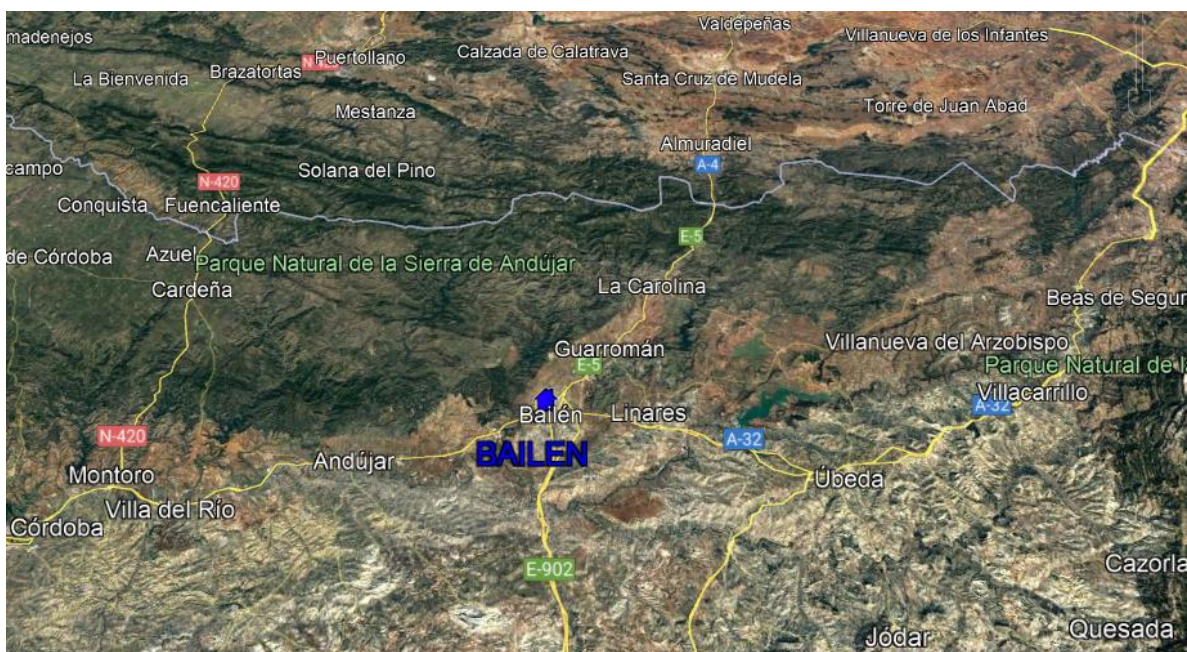 Valdepeñas
madenejos
Villanueva de los Infantes
Calzada de Calatrava
Puertollano
La Bienvenida
Brazatortas
Santa Cruz de Mudela
Torre de Juan Abad
Mestanza
Almuradiel
A-4
campo
Solana del Pino
N-420
Conquista
Fuencaliente
E-5
de Córdoba
Azuel
Parque Natural de la Sierra de Andújar
Cardeña
La Carolina
Beas de Segur
Guarromán
Villanueva del Arzobispo
E-5
Parque Natural de la
Villacarrillo
A-32
Bailén
Linares
N-420
A-32
BAILEN
Andújar
Montoro
Úbeda
Villa del Río
Córdoba
E-902
Cazorla
Jódar
Quesada